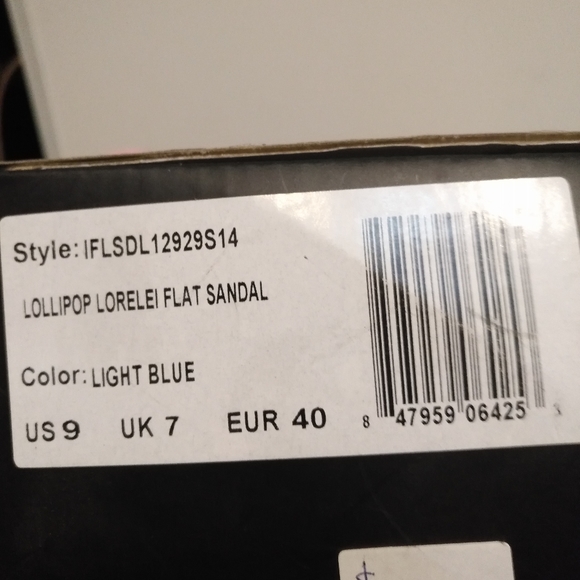 Style: IFLSDL12929S14
LOLLIPOP LORELEI FLAT SANDAL
Color: LIGHT BLUE
US 9 UK 7 EUR 40
8 47959 06425
$